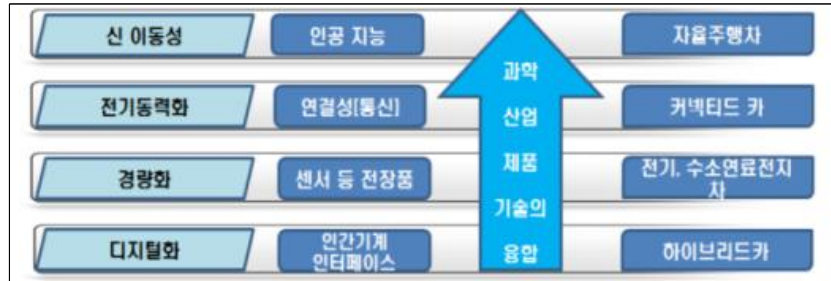 신 이동성
인공 지능
자율주행차
과학
전기동력화
연결성[통신]
산업
커넥티드 카
경량화
센서 등 전장품
제품
전기, 수소연료전지
차
기술의
디지털화
인간기계
인터페이스
융합
하이브리드카